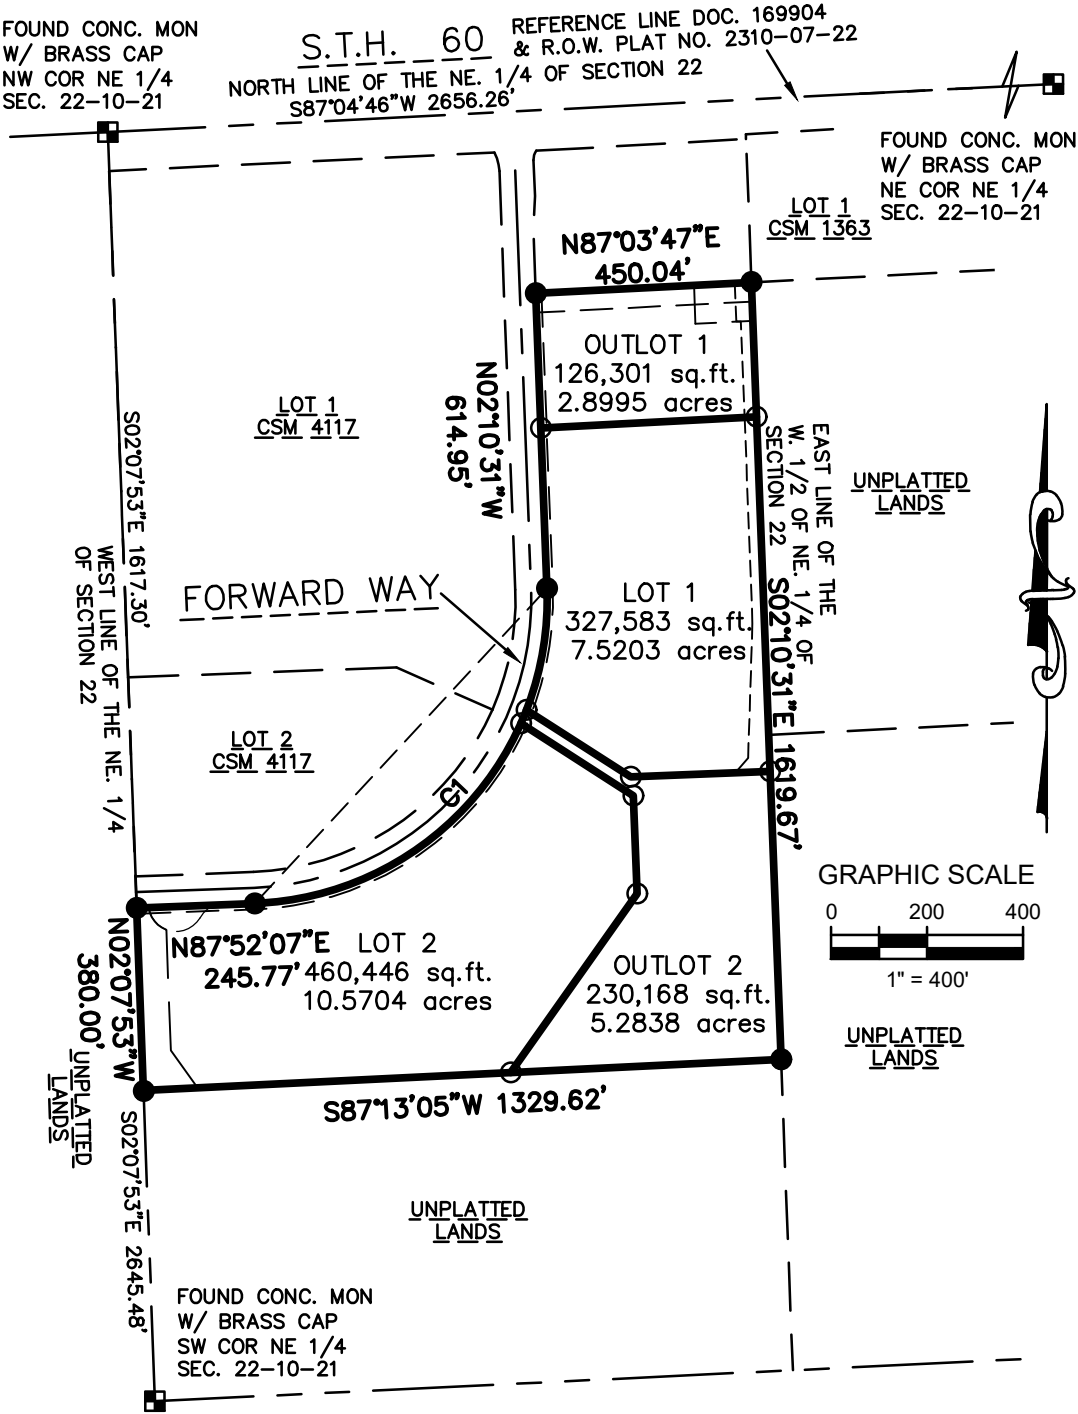 FOUND CONC. MON
W/ BRASS CAP
NW COR NE 1/4
SEC. 22-10-21
S.T.H. 60
REFERENCE LINE DOC. 169904
& R.O.W. PLAT NO. 2310-07-22
NORTH LINE OF THE NE. 1/4 OF SECTION 22
S87°04'46"W 2656.26'
FOUND CONC. MON
W/ BRASS CAP
NE COR NE 1/4
SEC. 22-10-21
LOT 1
CSM 1363
N87°03'47"E
450.04'
OUTLOT 1
126,301 sq.ft.
2.8995 acres
LOT 1
CSM 4117
N02°10'31"W
614.95'
S02°07'53"E 1617.30'
WEST LINE OF THE NE. 1/4
OF SECTION 22
EAST LINE OF THE
W. 1/2 OF NE. 1/4 OF
SECTION 22
UNPLATTED
LANDS
FORWARD WAY
LOT 1
327,583 sq.ft.
7.5203 acres
S02°10'31"E 1619.67'
LOT 2
CSM 4117
C1
GRAPHIC SCALE
0 200 400
1" = 400'
N87°52'07"E
245.77'
LOT 2
460,446 sq.ft.
10.5704 acres
N02°07'53"W
380.00'
OUTLOT 2
230,168 sq.ft.
5.2838 acres
UNPLATTED
LANDS
UNPLATTED
LANDS
S87°13'05"W 1329.62'
S02°07'53"E 2645.48'
UNPLATTED
LANDS
FOUND CONC. MON
W/ BRASS CAP
SW COR NE 1/4
SEC. 22-10-21